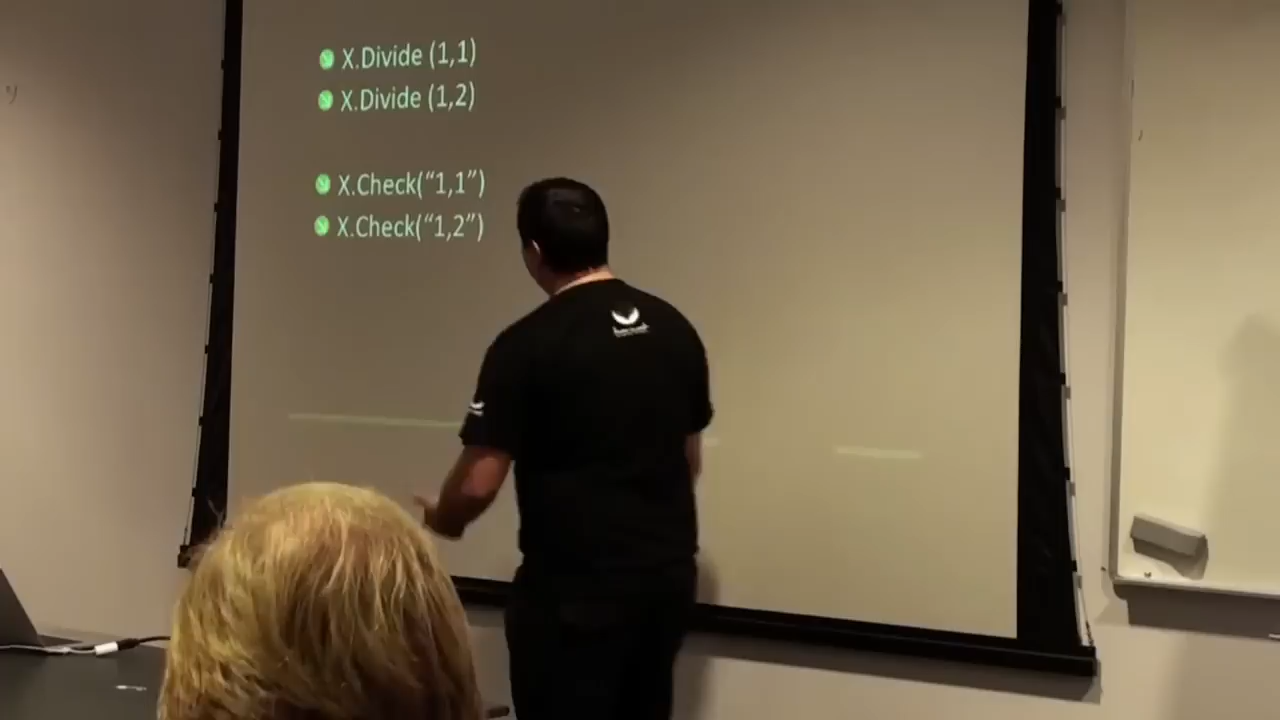 X.Divide (1,1)
X.Divide (1,2)
X.Check(“1,1”)
X.Check(“1,2”)